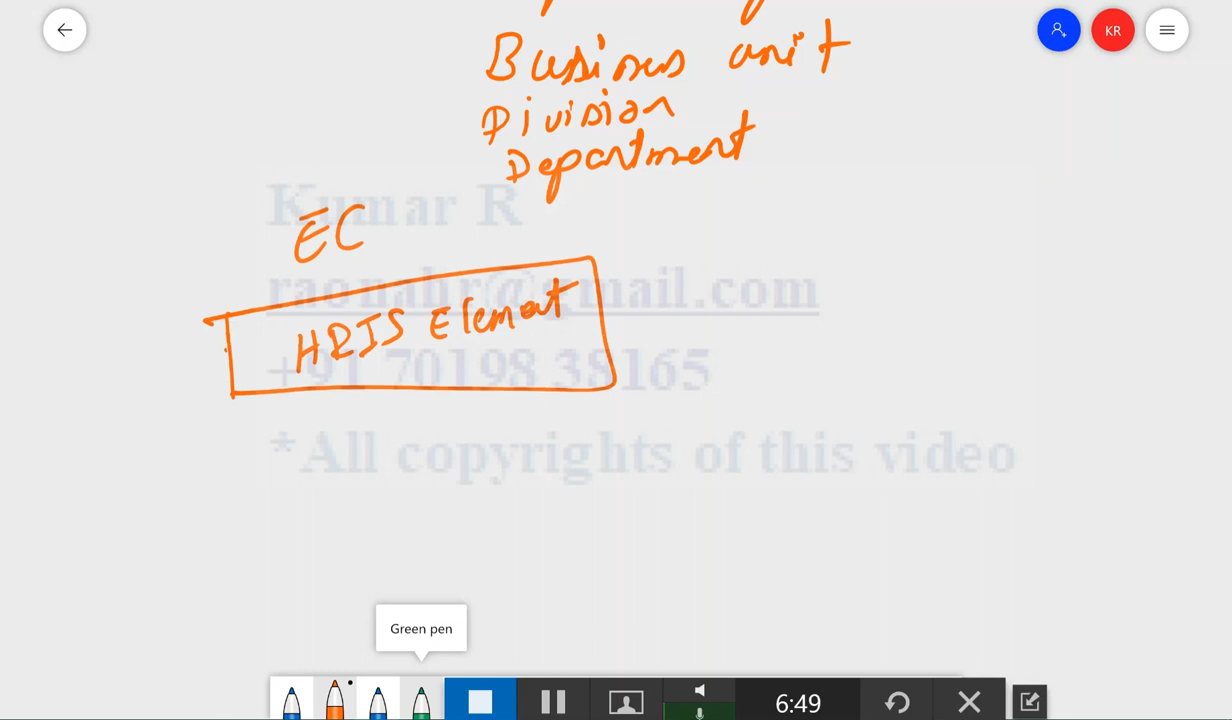 KR
Business unit
Division
Department
Kumar R
EC
raonahr@gmail.com
HRIS Element
+91 70198 38165
*All copyrights of this video
Green pen
6:49